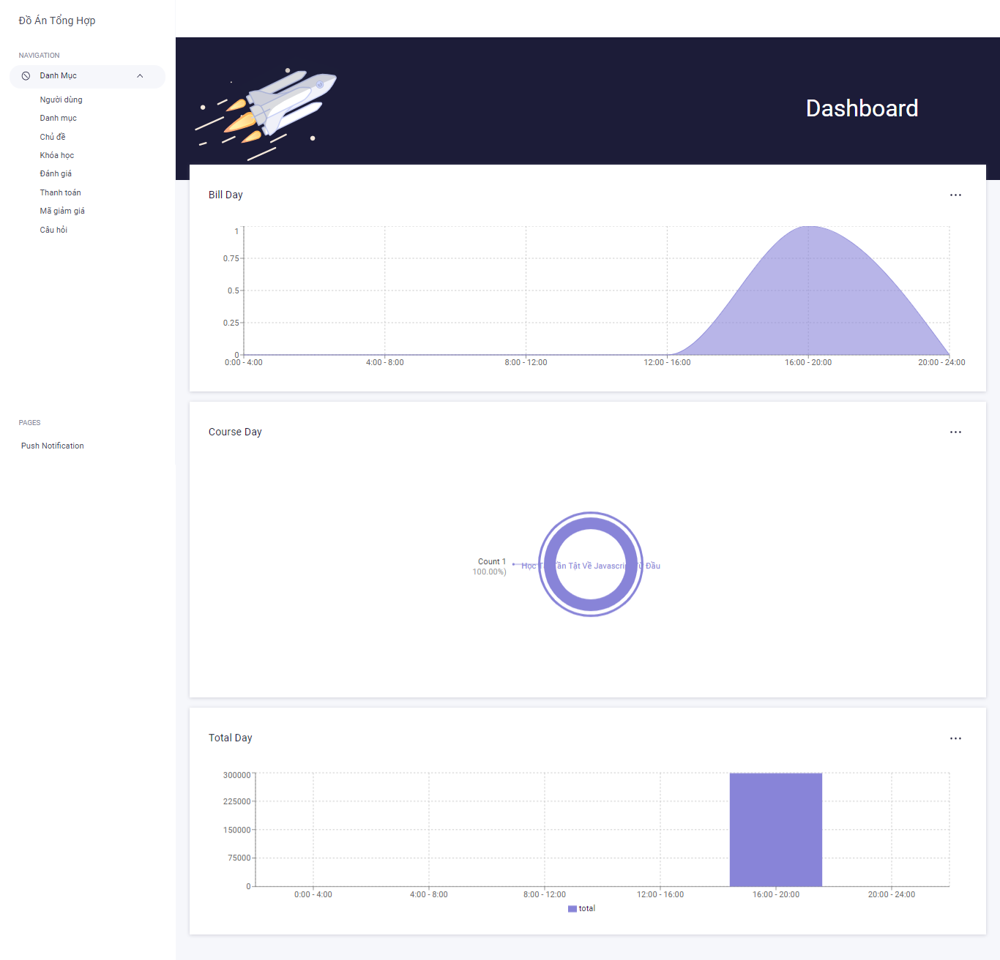 Đồ Án Tổng Hợp
NAVIGATION
Danh Mục
Người dùng
Danh mục
Chủ đề
Khóa học
Đánh giá
Thanh toán
Mã giảm giá
Câu hỏi
PAGES
Push Notification
Dashboard
Bill Day
1
0.75
0.5
0.25
0
0:00 - 4:00 4:00 - 8:00 8:00 - 12:00 12:00 - 16:00 16:00 - 20:00 20:00 - 24:00
Course Day
Count 1
100.00%)
Học Tần Tật Về Javascript Đầu
Total Day
300000
225000
150000
75000
0
0:00 - 4:00 4:00 - 8:00 8:00 - 12:00 12:00 - 16:00 16:00 - 20:00 20:00 - 24:00
total